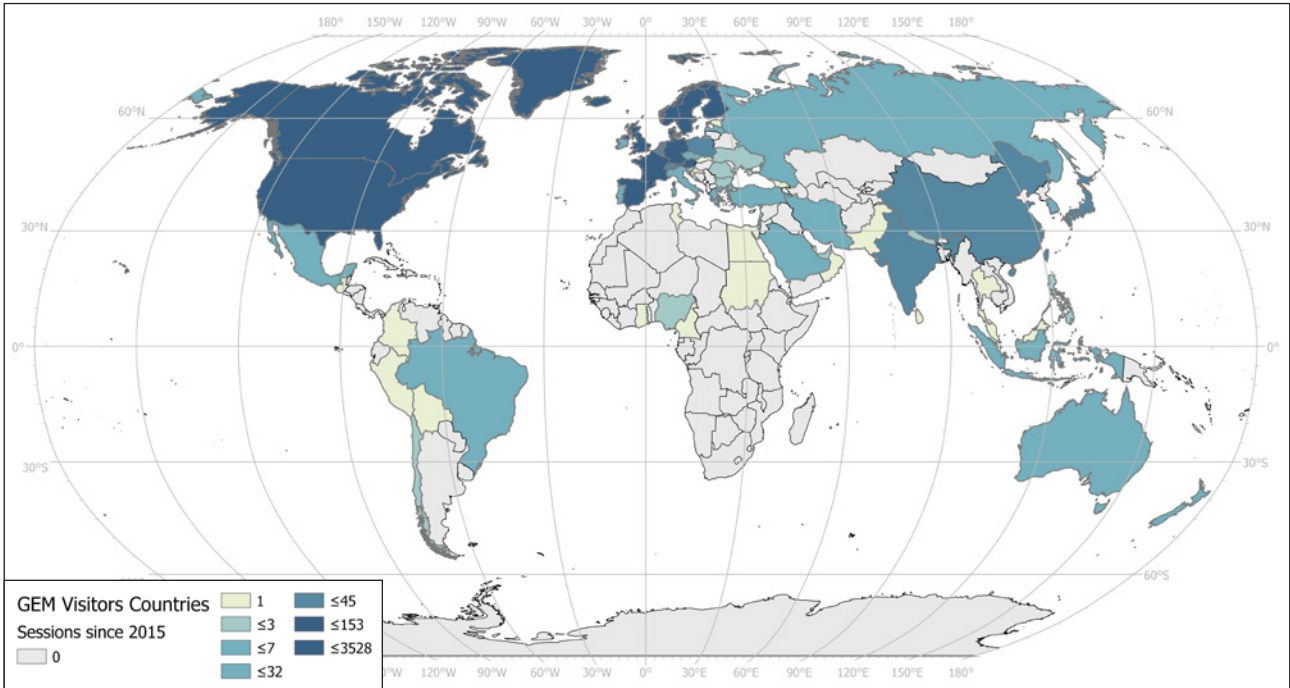 180° 150°W 120°W 90°W 60°W 30°W 0° 30°E 60°E 90°E 120°E 150°E 180°
60°N 60°N
30°N 30°N
0° 0°
30°S 30°S
60°S
GEM Visitors Countries
Sessions since 2015
0
1
≤3
≤7
≤32
≤45
≤153
≤3528
90°W 60°W 30°W 0° 30°E 60°E 90°E 120°E 150°E 180°